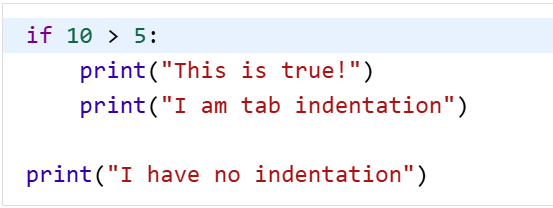 if 10 > 5:
    print("This is true!")
    print("I am tab indentation")

print("I have no indentation")